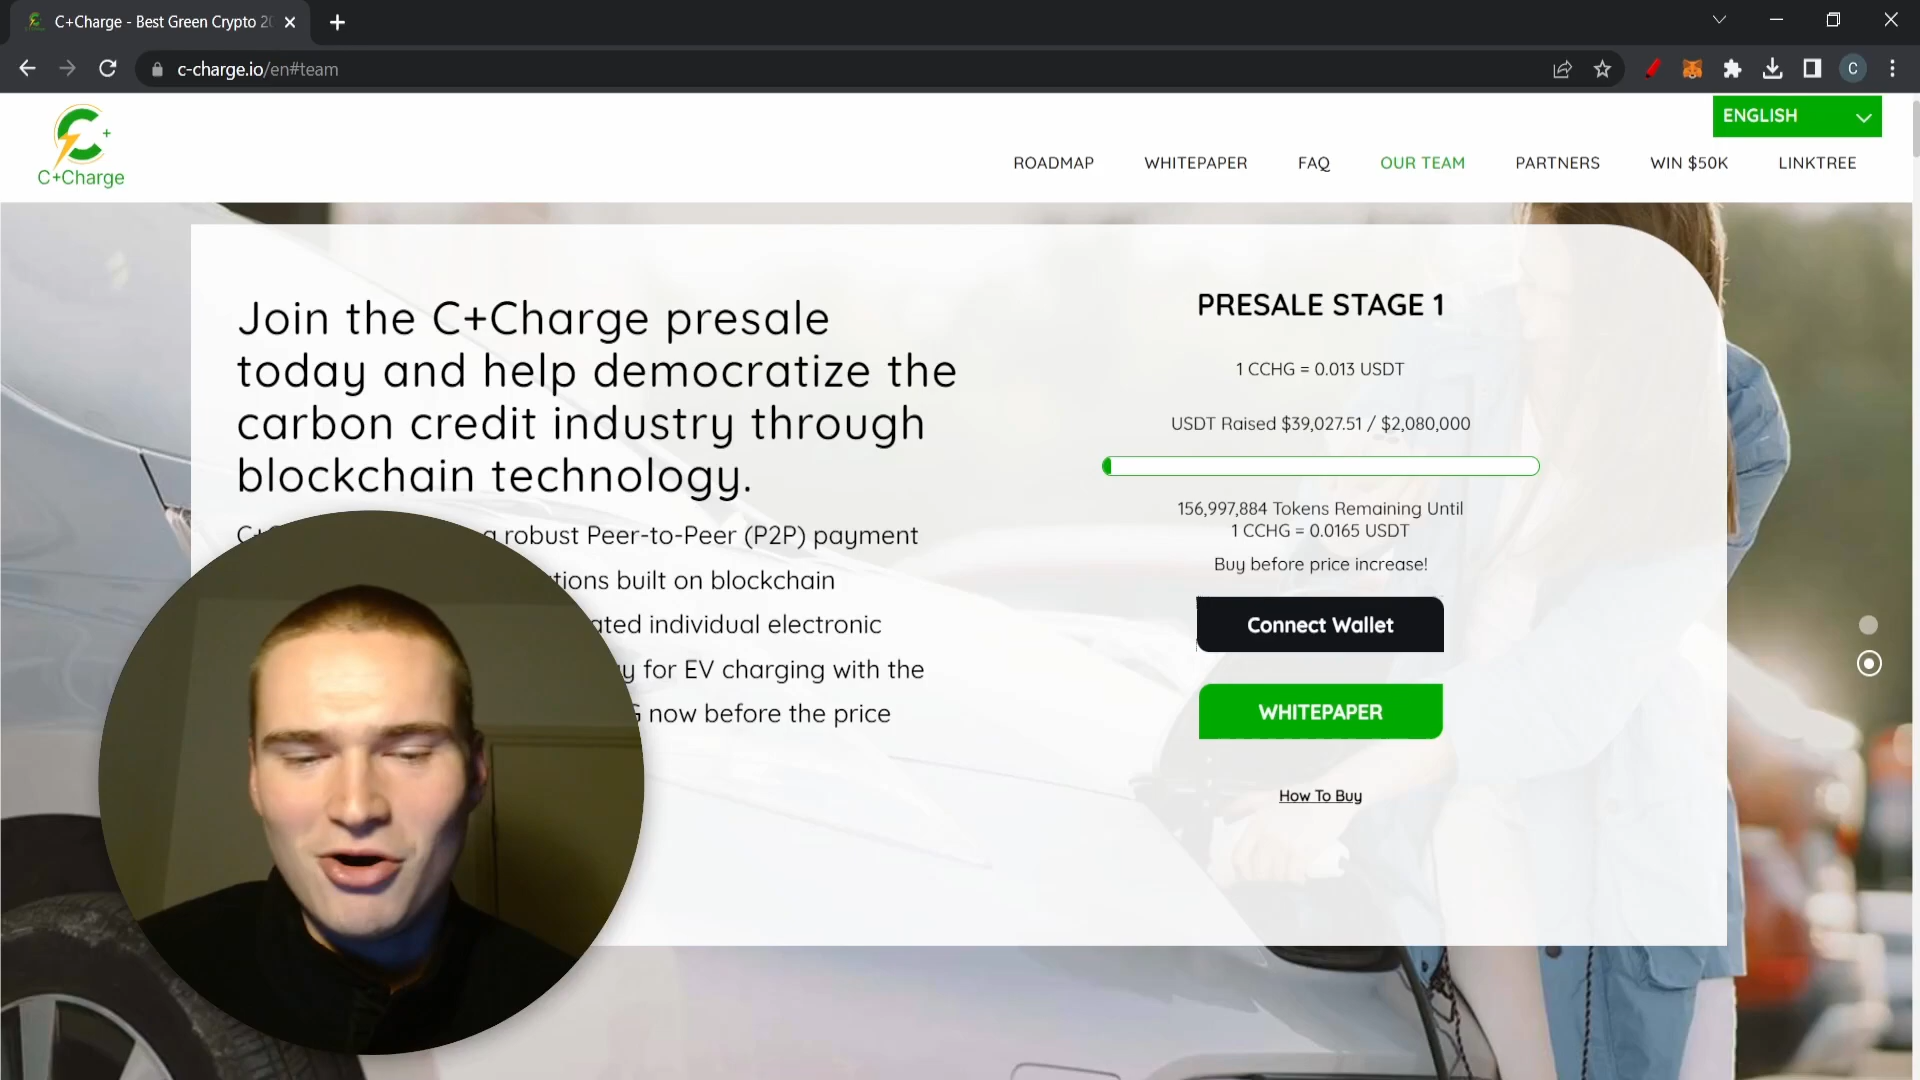 C+Charge - Best Green Crypto 20
c-charge.io/en#team
C
C+
C+Charge
ENGLISH
ROADMAP WHITEPAPER FAQ OUR TEAM PARTNERS WIN $50K LINKTREE
Join the C+Charge presale
today and help democratize the
carbon credit industry through
blockchain technology.
a robust Peer-to-Peer (P2P) payment
built on blockchain
individual electronic
for EV charging with the
now before the price
PRESALE STAGE 1
1 CCHG = 0.013 USDT
USDT Raised $39,027.51 / $2,080,000
156,997,884 Tokens Remaining Until
1 CCHG = 0.0165 USDT
Buy before price increase!
Connect Wallet
WHITEPAPER
How To Buy